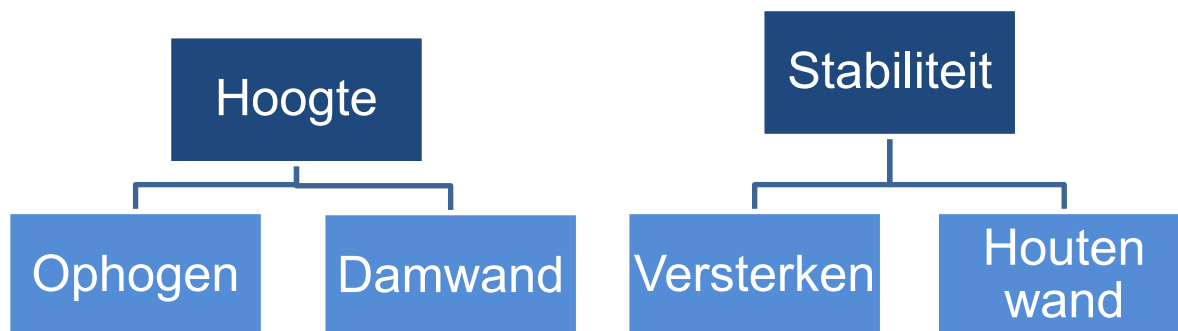 Hoogte
Ophogen
Damwand
Stabiliteit
Versterken
Houten
wand